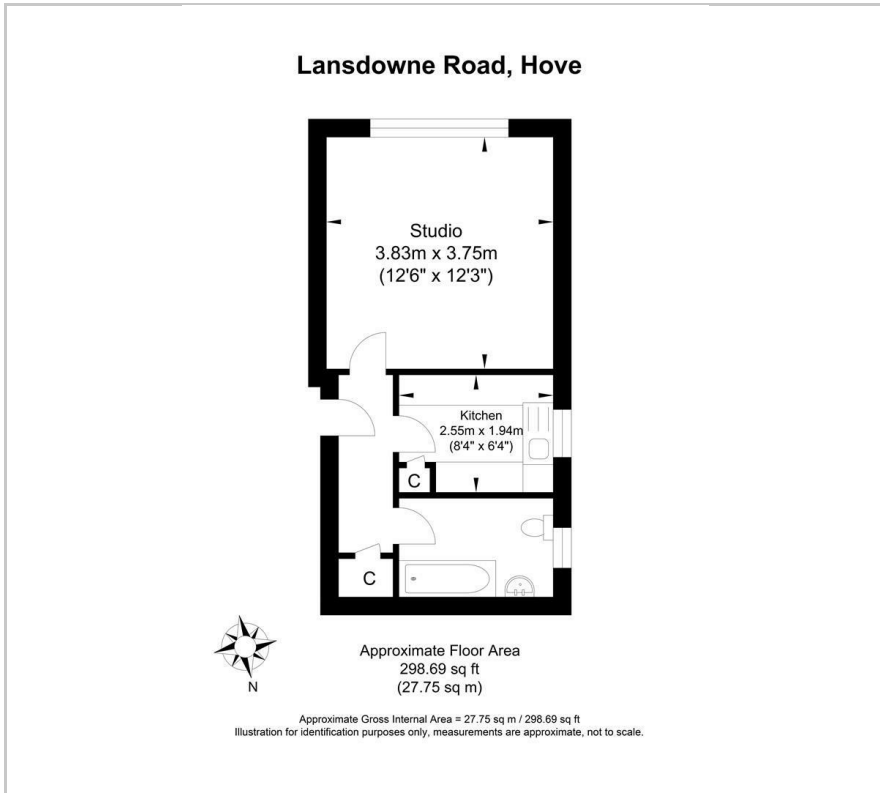 Lansdowne Road, Hove
Studio
3.83m x 3.75m
(12'6" x 12'3")
Kitchen
2.55m x 1.94m
(8'4" x 6'4")
C
C
N
Approximate Floor Area
298.69 sq ft
(27.75 sq m)
Approximate Gross Internal Area = 27.75 sq m / 298.69 sq ft
Illustration for identification purposes only, measurements are approximate, not to scale.